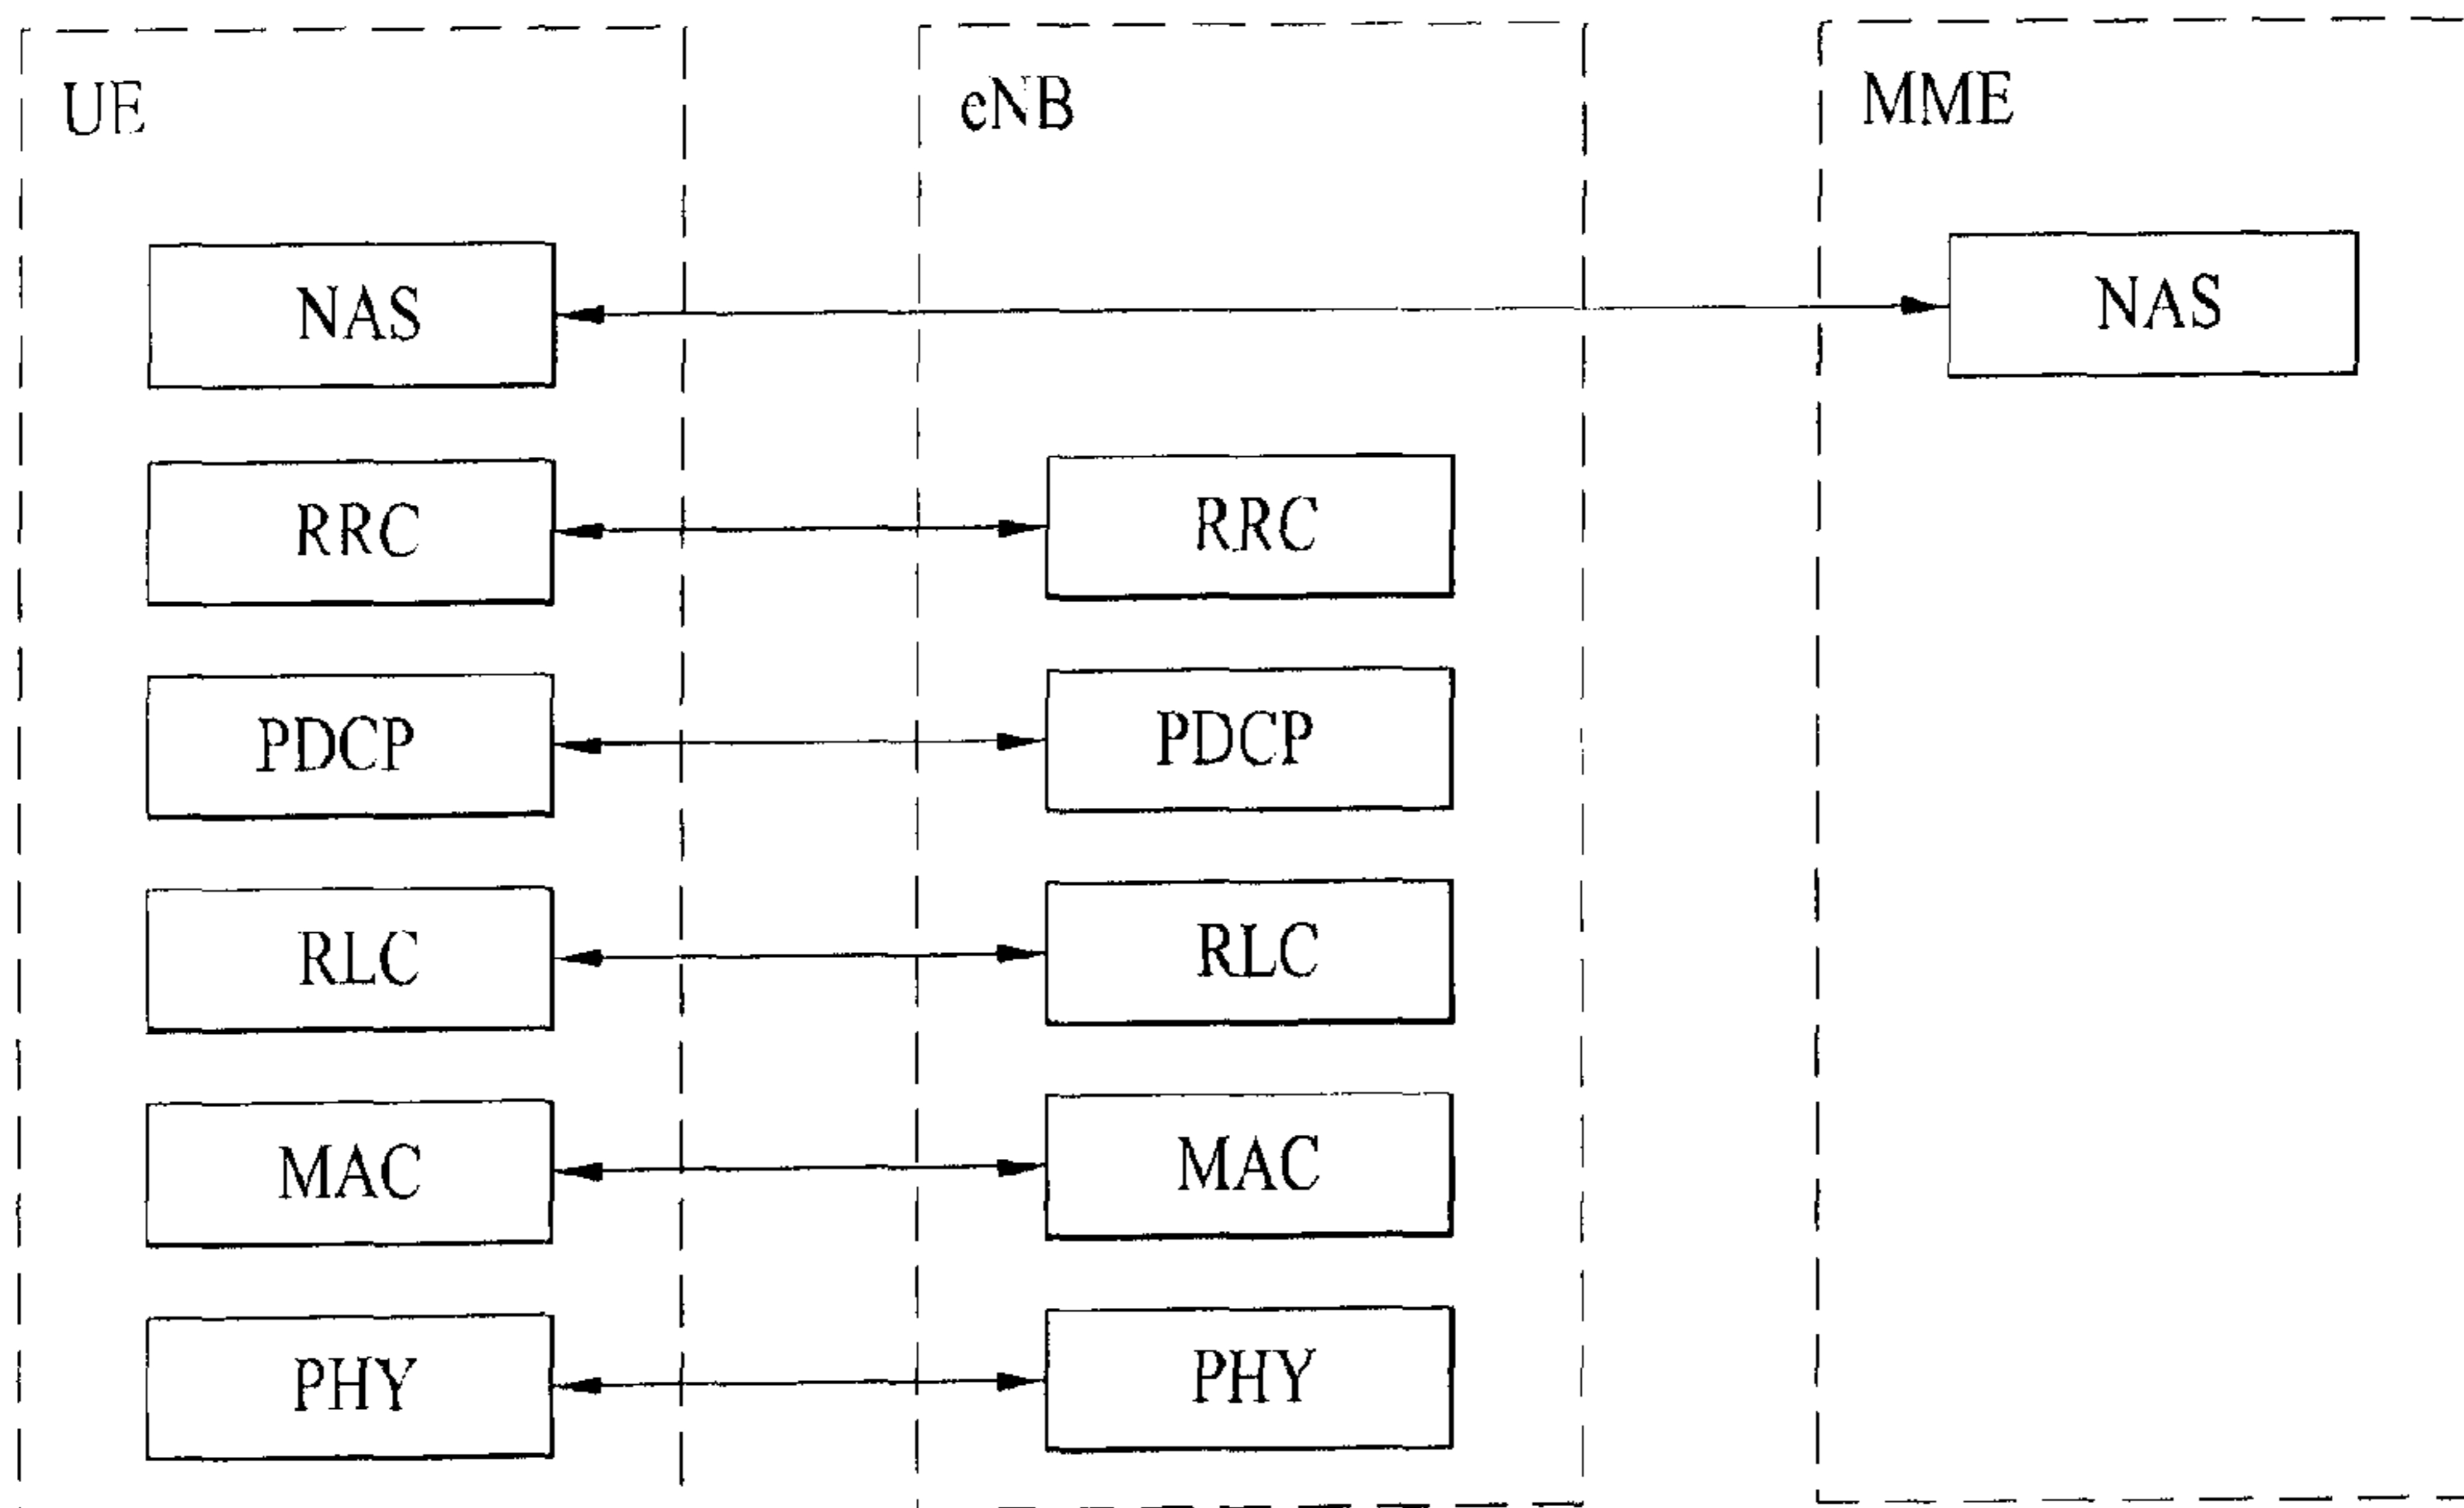 UE eNB MME
NAS NAS
RRC RRC
PDCP PDCP
RLC RLC
MAC MAC
PHY PHY